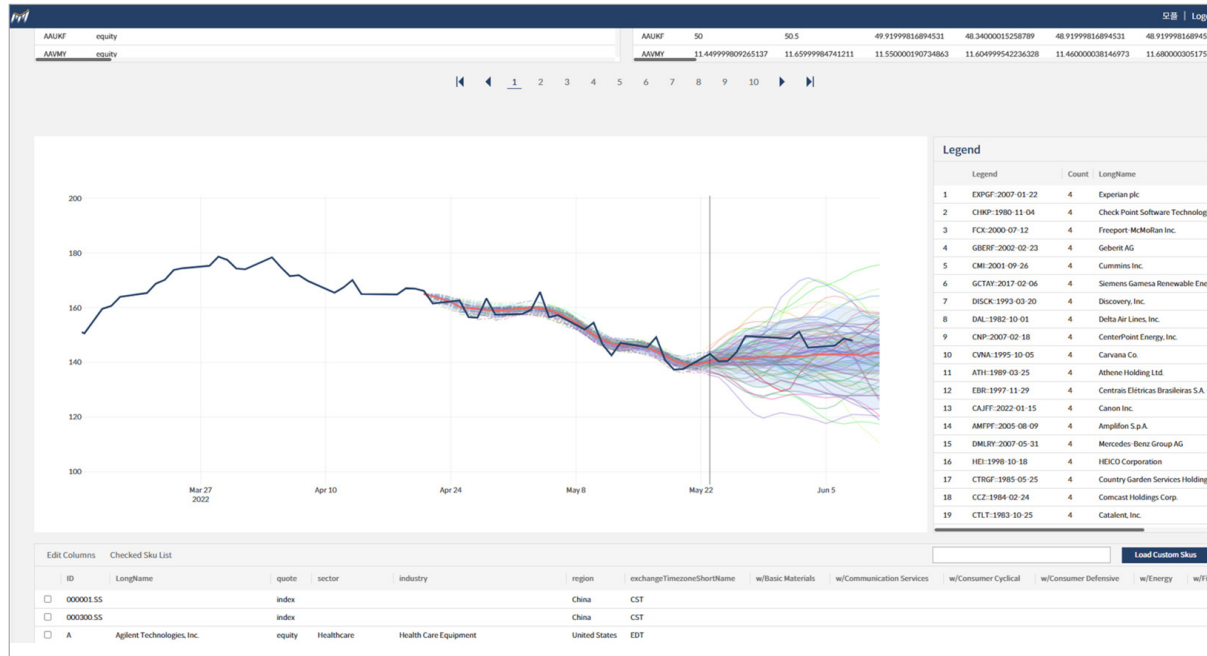 모플 | Logo
AAUKF equity
AAVMY equity
AAUKF 50 50.5 49.91999816894531 48.34000015258789 48.91999816894531 48.919998168945
AAVMY 11.449999809265137 11.65999984741211 11.550000190734863 11.604999542236328 11.460000038146973 11.680000305175
1 2 3 4 5 6 7 8 9 10
200
180
160
140
120
100
Mar 27 Apr 10 Apr 24 May 8 May 22 Jun 5
2022
Legend
Legend Count LongName
1 EXPGF::2007-01-22 4 Experian plc
2 CHKP::1980-11-04 4 Check Point Software Technolog
3 FCX::2000-07-12 4 Freeport-McMoRan Inc.
4 GBERF::2002-02-23 4 Geberit AG
5 CMI::2001-09-26 4 Cummins Inc.
6 GCTAY::2017-02-06 4 Siemens Gamesa Renewable Ene
7 DISCK::1993-03-20 4 Discovery, Inc.
8 DAL::1982-10-01 4 Delta Air Lines, Inc.
9 CNP::2007-02-18 4 CenterPoint Energy, Inc.
10 CVNA::1995-10-05 4 Carvana Co.
11 ATH::1989-03-25 4 Athene Holding Ltd.
12 EBR::1997-11-29 4 Centrais Elétricas Brasileiras S.A.
13 CAJFF::2022-01-15 4 Canon Inc.
14 AMFPF::2005-08-09 4 Amplifon S.p.A.
15 DMLRY::2007-05-31 4 Mercedes-Benz Group AG
16 HEI::1998-10-18 4 HEICO Corporation
17 CTRGF::1985-05-25 4 Country Garden Services Holding
18 CCZ::1984-02-24 4 Comcast Holdings Corp.
19 CTLT::1983-10-25 4 Catalent, Inc.
Edit Columns Checked Sku List Load Custom Skus
ID LongName quote sector industry region exchangeTimezoneShortName w/Basic Materials w/Communication Services w/Consumer Cyclical w/Consumer Defensive w/Energy w/Fi
000001.SS index China CST
000300.SS index China CST
A Agilent Technologies, Inc. equity Healthcare Health Care Equipment United States EDT